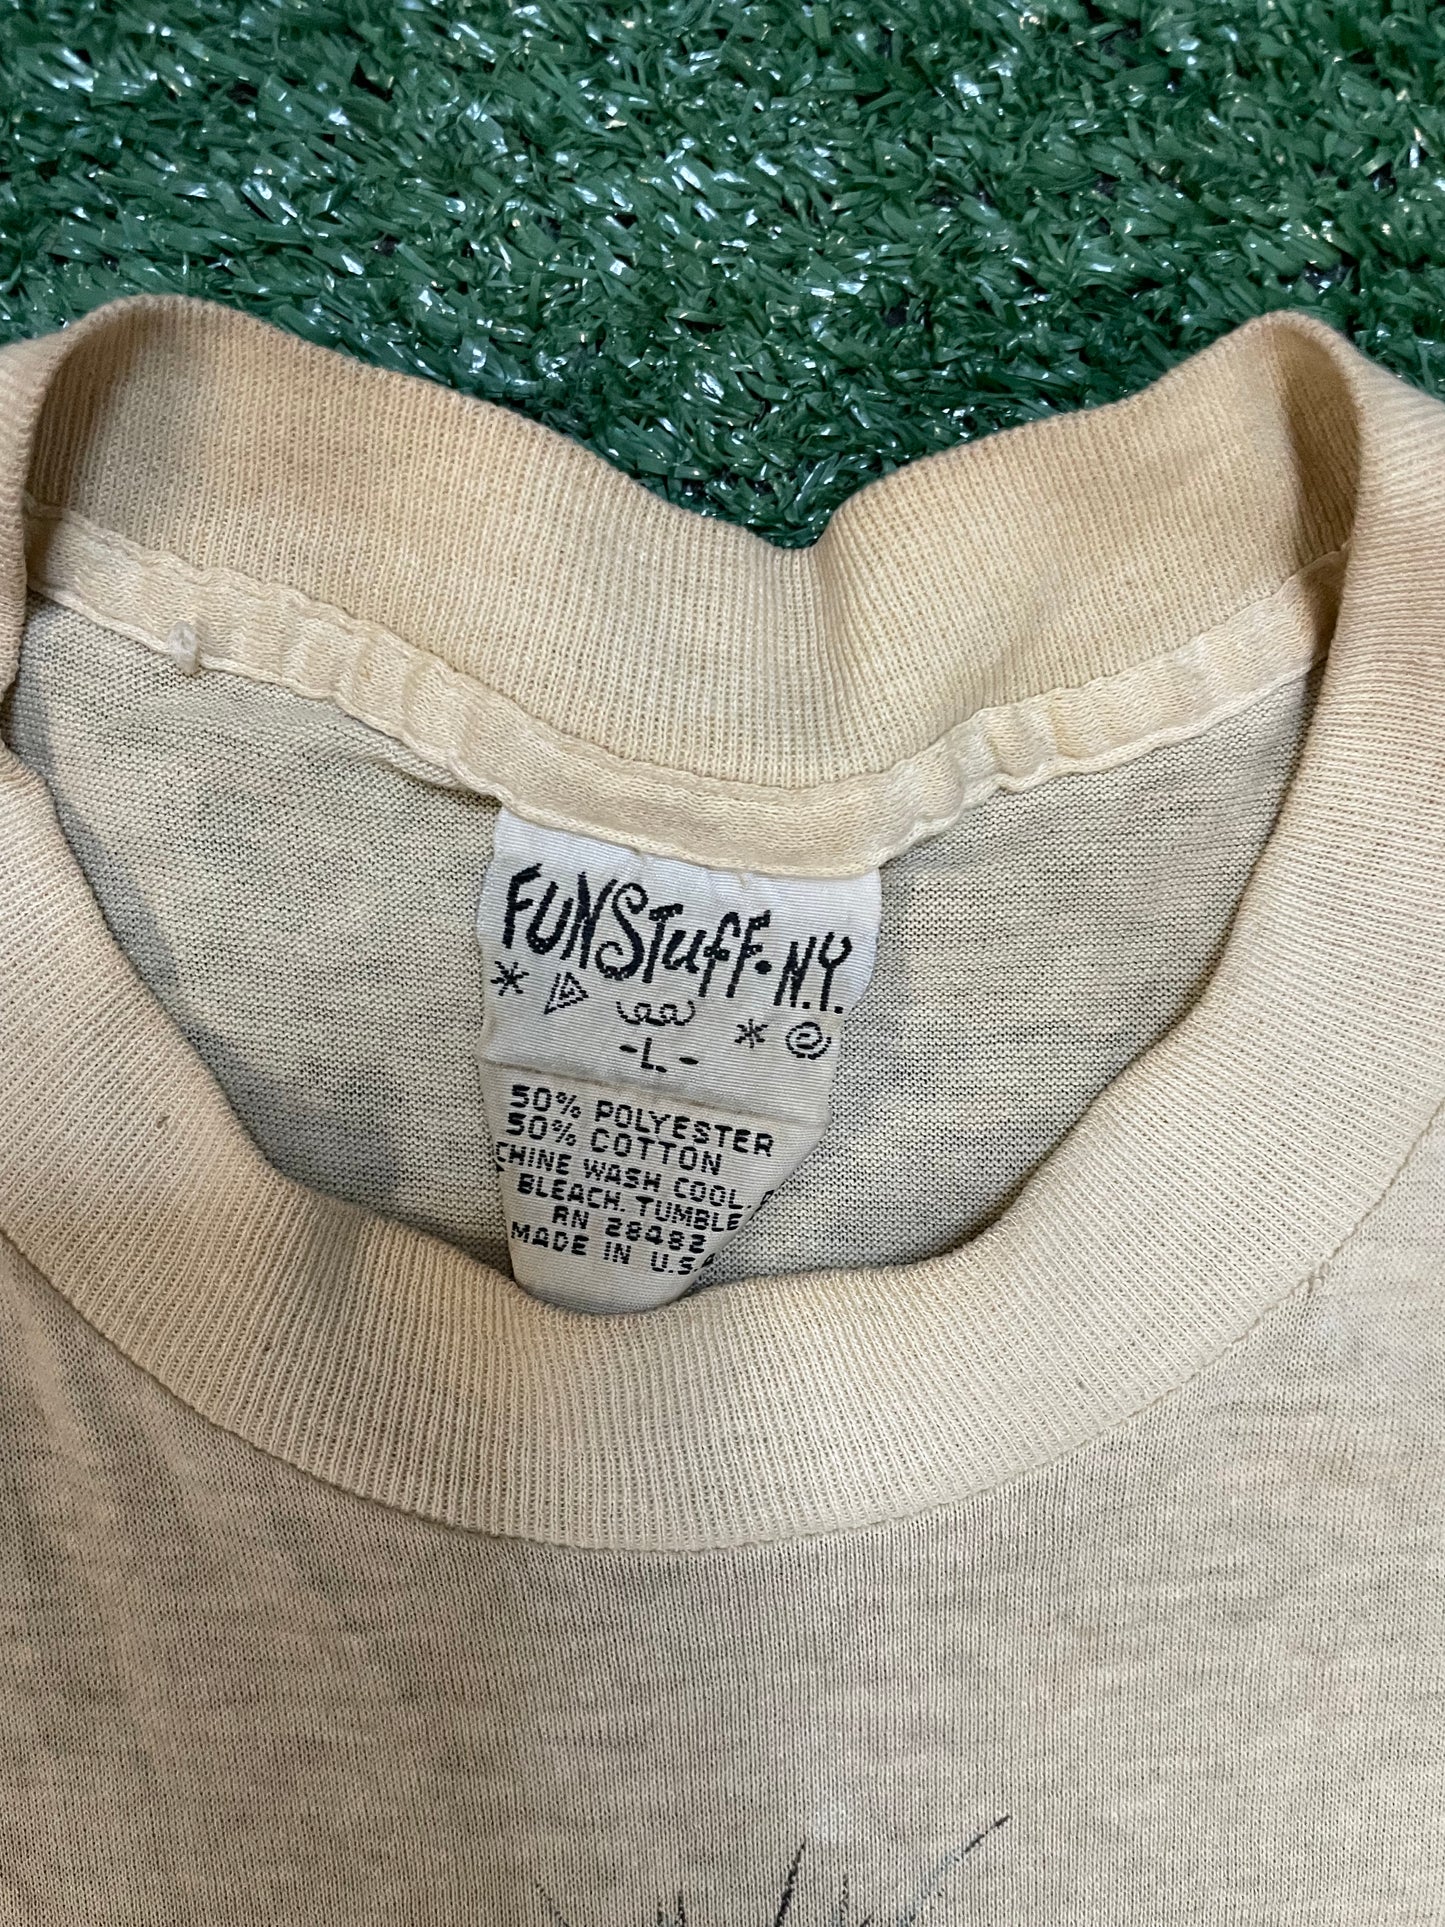 FUNSTuFF.N.Y.
-L-
50% POLYESTER
50% COTTON
CHINE WASH COOL.
BLEACH. TUMBLE
RN 28482
MADE IN U.S.A